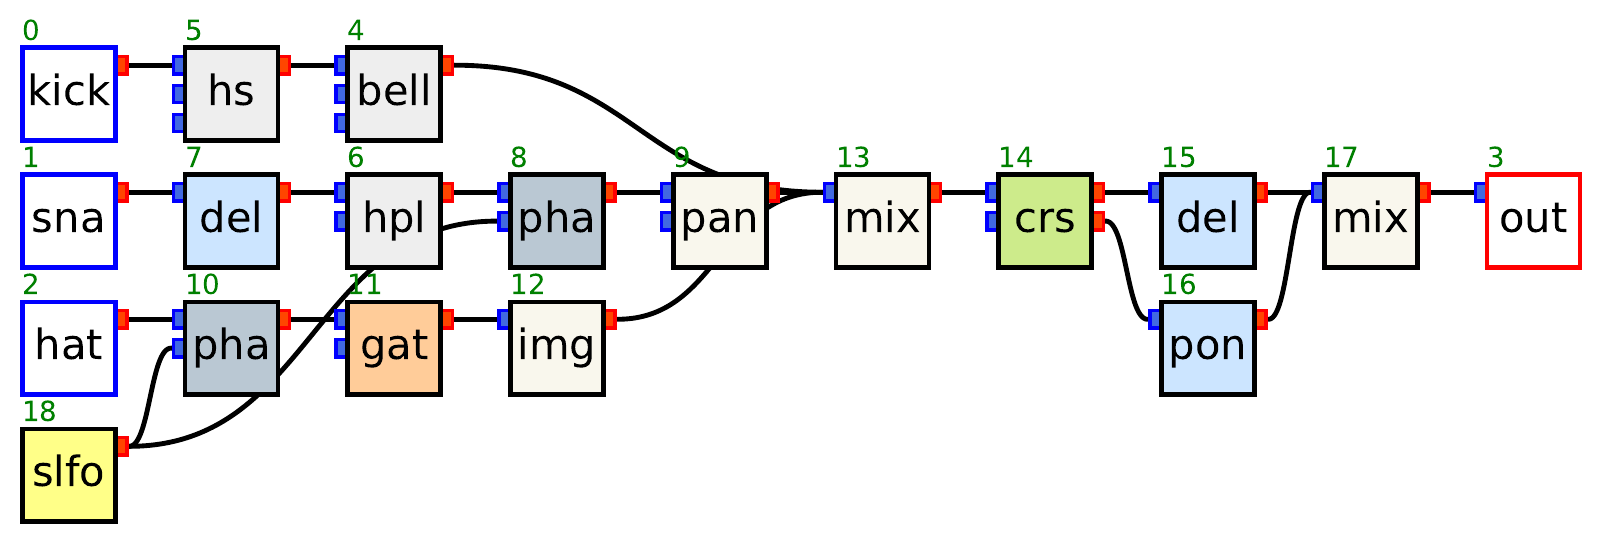 0 5 4
kick hs bell
1 7 6 8 9 13 14 15 17 3
sna del hpl pha pan mix crs del mix out
2 10 11 12 16
hat pha gat img pon
18
slfo